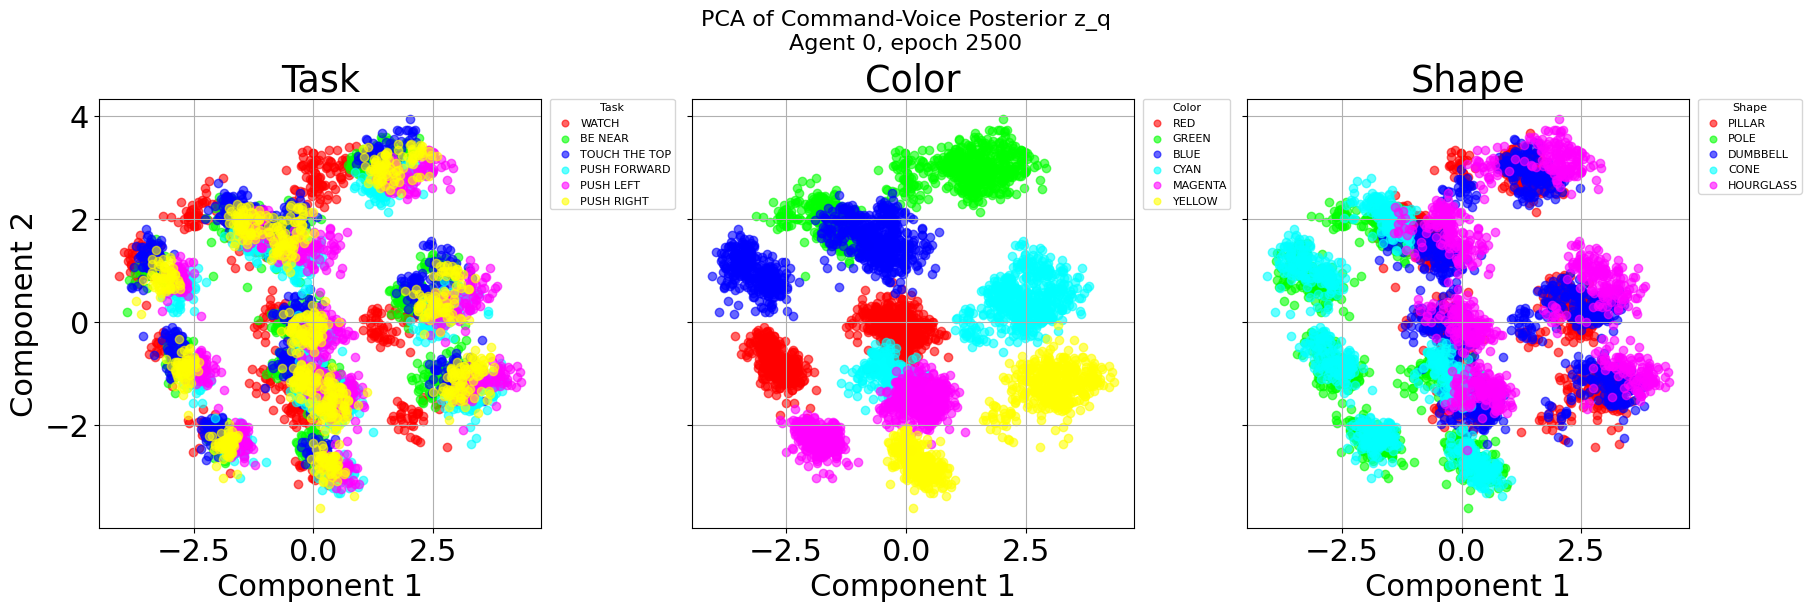 PCA of Command-Voice Posterior z_q
Agent 0, epoch 2500
Task
Component 2
4
2
0
−2
−2.5 0.0 2.5
Component 1
Task
WATCH
BE NEAR
TOUCH THE TOP
PUSH FORWARD
PUSH LEFT
PUSH RIGHT
Color
−2.5 0.0 2.5
Component 1
Color
RED
GREEN
BLUE
CYAN
MAGENTA
YELLOW
Shape
−2.5 0.0 2.5
Component 1
Shape
PILLAR
POLE
DUMBBELL
CONE
HOURGLASS